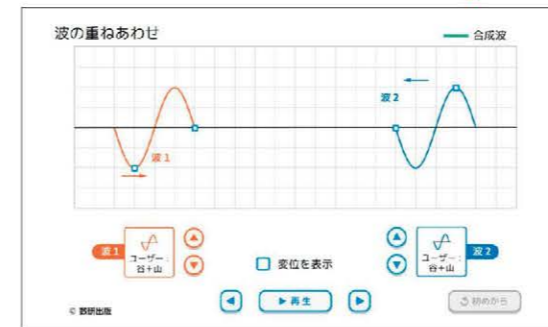 波の重ねあわせ
合成波
波2
波1
波1
ユーザー：
谷+山
変位を表示
ユーザー：
谷+山
波2
▶再生
初めから
© 数研出版